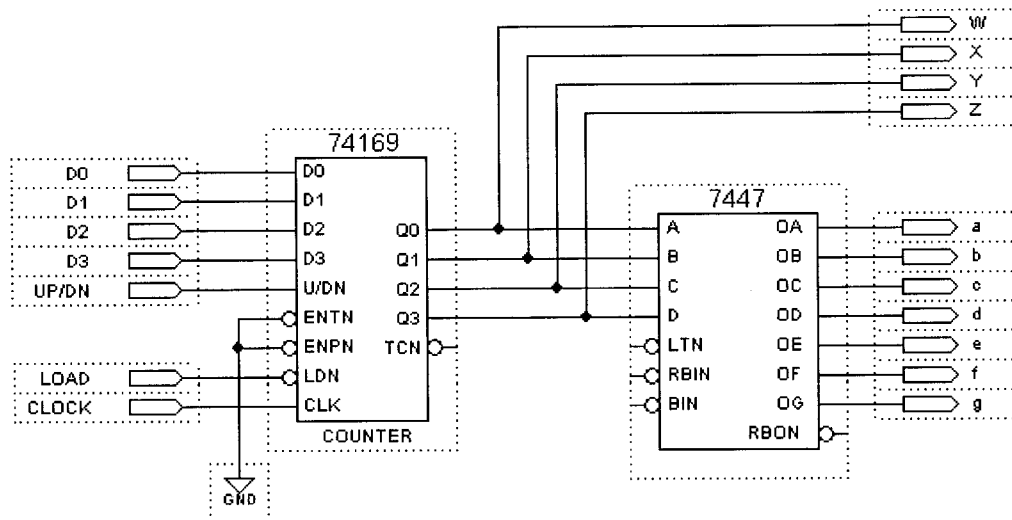 W
X
Y
Z
74169
D0
D1
D2
D3
UP/DN
LOAD
CLOCK
D0
D1
D2
D3
U/DN
ENTN
ENPN
LDN
CLK
Q0
Q1
Q2
Q3
TCN
COUNTER
GND
7447
A
B
C
D
LTN
RBIN
BIN
OA
OB
OC
OD
OE
OF
OG
RBON
a
b
c
d
e
f
g